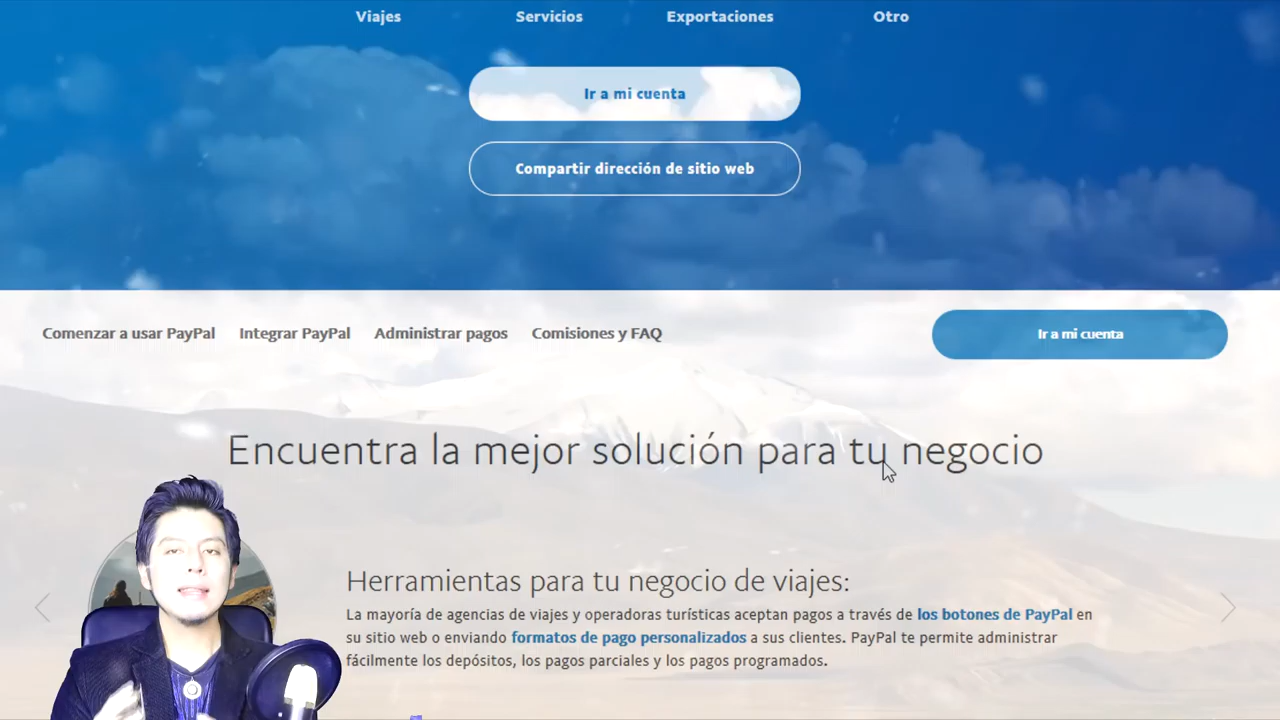 Viajes Servicios Exportaciones Otro
Ir a mi cuenta
Compartir dirección de sitio web
Comenzar a usar PayPal Integrar PayPal Administrar pagos Comisiones y FAQ Ir a mi cuenta
Encuentra la mejor solución para tu negocio
Herramientas para tu negocio de viajes:
La mayoría de agencias de viajes y operadoras turísticas aceptan pagos a través de los botones de PayPal en
su sitio web o enviando formatos de pago personalizados a sus clientes. PayPal te permite administrar
fácilmente los depósitos, los pagos parciales y los pagos programados.